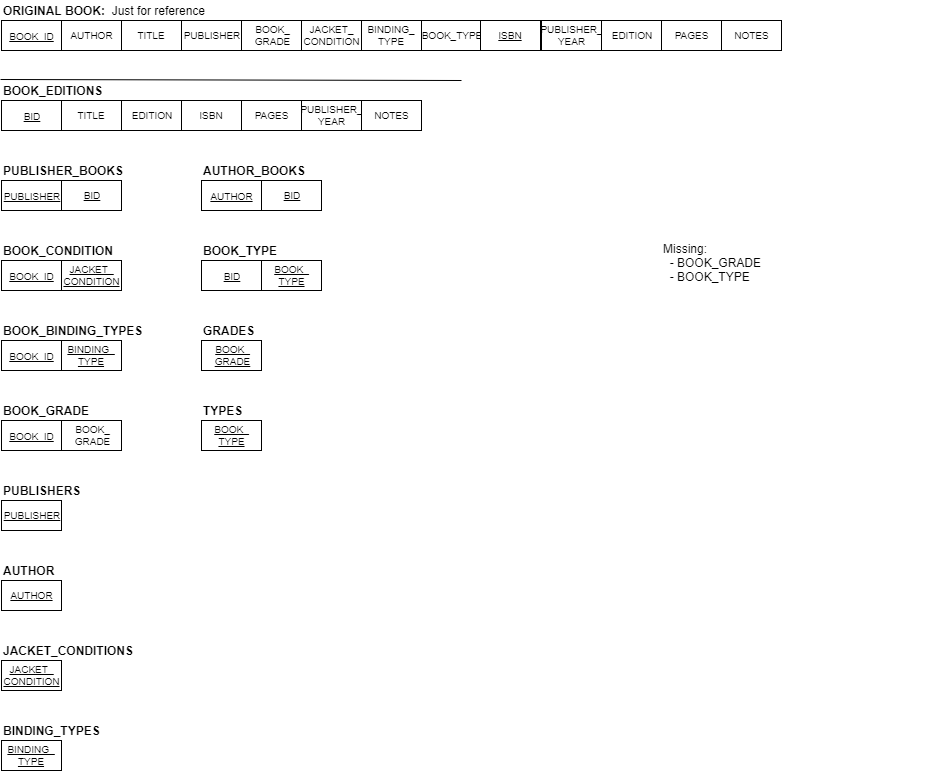 ORIGINAL BOOK: Just for reference
BOOK_ID AUTHOR TITLE PUBLISHER BOOK_ GRADE JACKET_ CONDITION BINDING_ TYPE BOOK_TYPE ISBN PUBLISHER_ YEAR EDITION PAGES NOTES
BOOK_EDITIONS
BID TITLE EDITION ISBN PAGES PUBLISHER_ YEAR NOTES
PUBLISHER_BOOKS AUTHOR_BOOKS
PUBLISHER BID AUTHOR BID
BOOK_CONDITION BOOK_TYPE
BOOK_ID JACKET_ CONDITION BID BOOK_ TYPE
Missing:
- BOOK_GRADE
- BOOK_TYPE
BOOK_BINDING_TYPES GRADES
BOOK_ID BINDING_ TYPE BOOK_ GRADE
BOOK_GRADE TYPES
BOOK_ID BOOK_ GRADE BOOK_ TYPE
PUBLISHERS
PUBLISHER
AUTHOR
AUTHOR
JACKET_CONDITIONS
JACKET_ CONDITION
BINDING_TYPES
BINDING_ TYPE